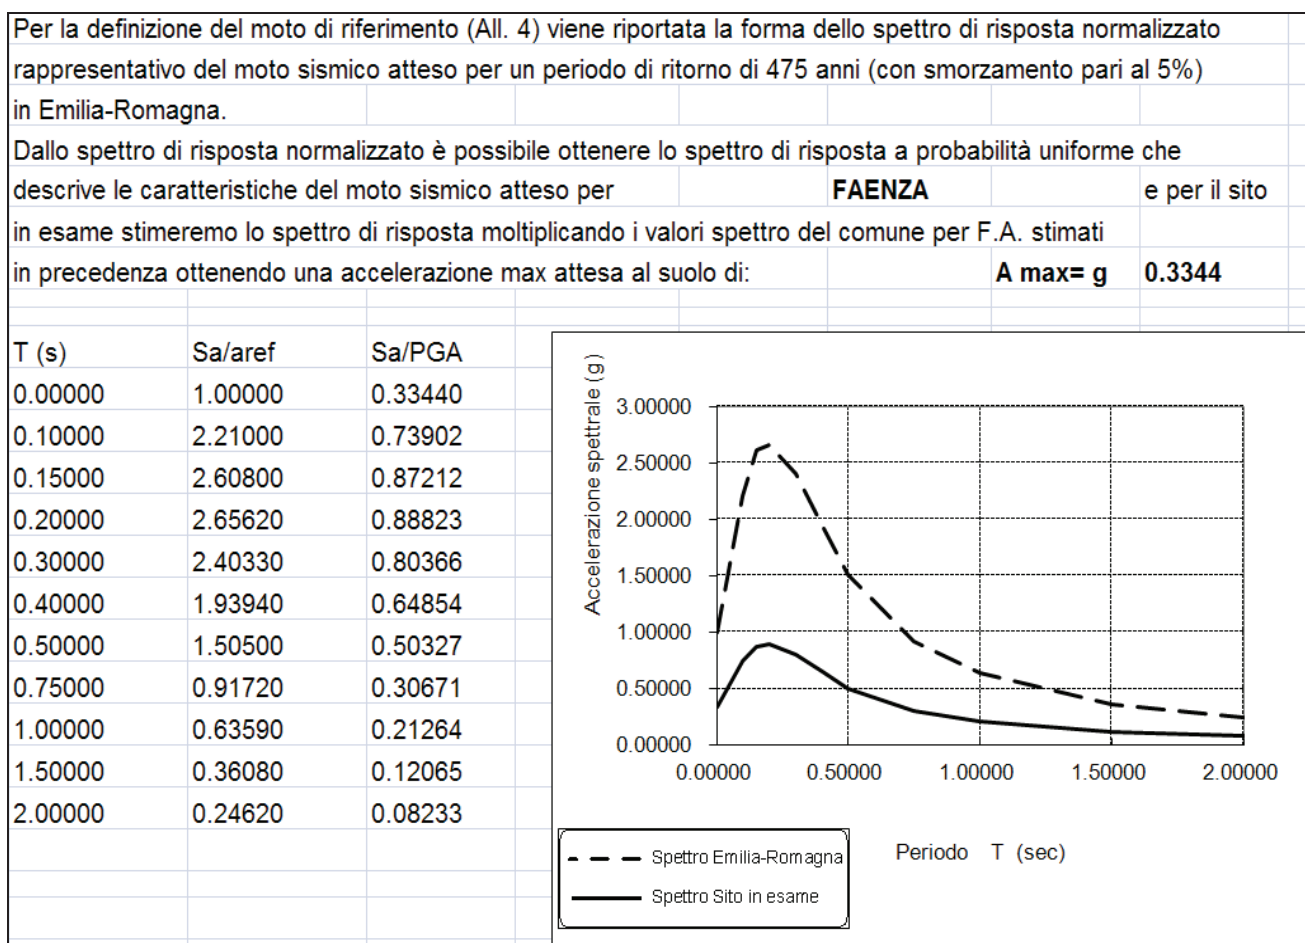 Per la definizione del moto di riferimento (All. 4) viene riportata la forma dello spettro di risposta normalizzato
rappresentativo del moto sismico atteso per un periodo di ritorno di 475 anni (con smorzamento pari al 5%)
in Emilia-Romagna.
Dallo spettro di risposta normalizzato è possibile ottenere lo spettro di risposta a probabilità uniforme che
descrive le caratteristiche del moto sismico atteso per FAENZA e per il sito
in esame stimeremo lo spettro di risposta moltiplicando i valori spettro del comune per F.A. stimati
in precedenza ottenendo una accelerazione max attesa al suolo di: A max= g 0.3344
T (s) Sa/aref Sa/PGA
0.00000 1.00000 0.33440
0.10000 2.21000 0.73902
0.15000 2.60800 0.87212
0.20000 2.65620 0.88823
0.30000 2.40330 0.80366
0.40000 1.93940 0.64854
0.50000 1.50500 0.50327
0.75000 0.91720 0.30671
1.00000 0.63590 0.21264
1.50000 0.36080 0.12065
2.00000 0.24620 0.08233
Accelerazione spettrale (g)
3.00000
2.50000
2.00000
1.50000
1.00000
0.50000
0.00000
0.00000 0.50000 1.00000 1.50000 2.00000
Periodo T (sec)
Spettro Emilia-Romagna
Spettro Sito in esame